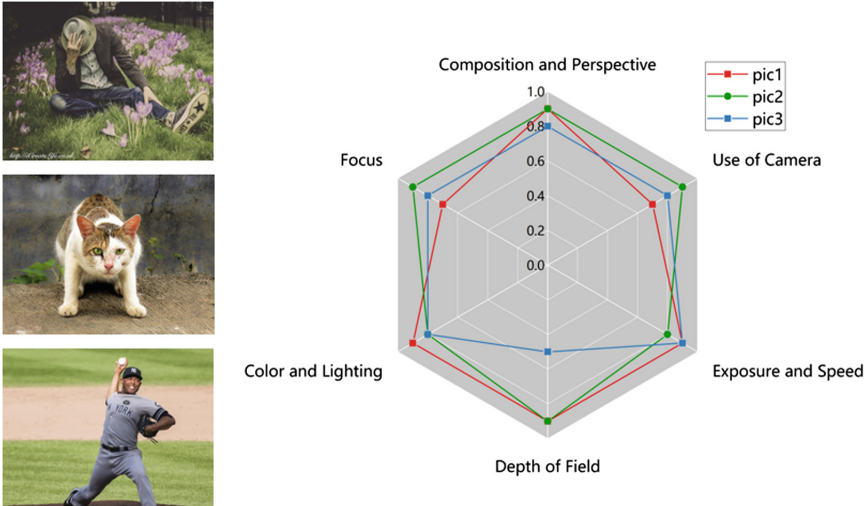 Composition and Perspective
1.0
0.8
0.6
0.4
0.2
0.0
pic1
pic2
pic3
Focus
Use of Camera
Color and Lighting
Exposure and Speed
Depth of Field
YORK